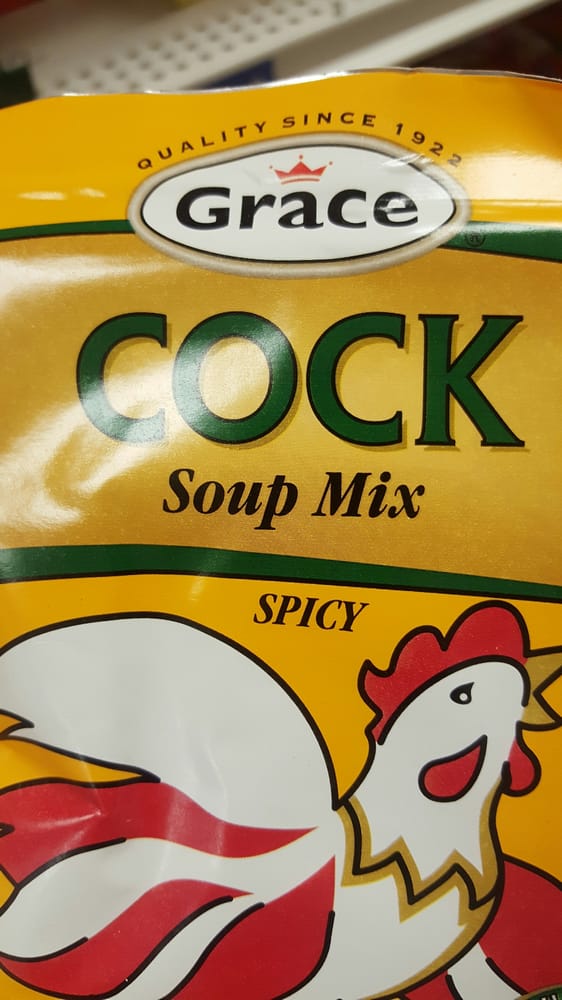 QUALITY SINCE 1922
Grace
COCK
Soup Mix
SPICY